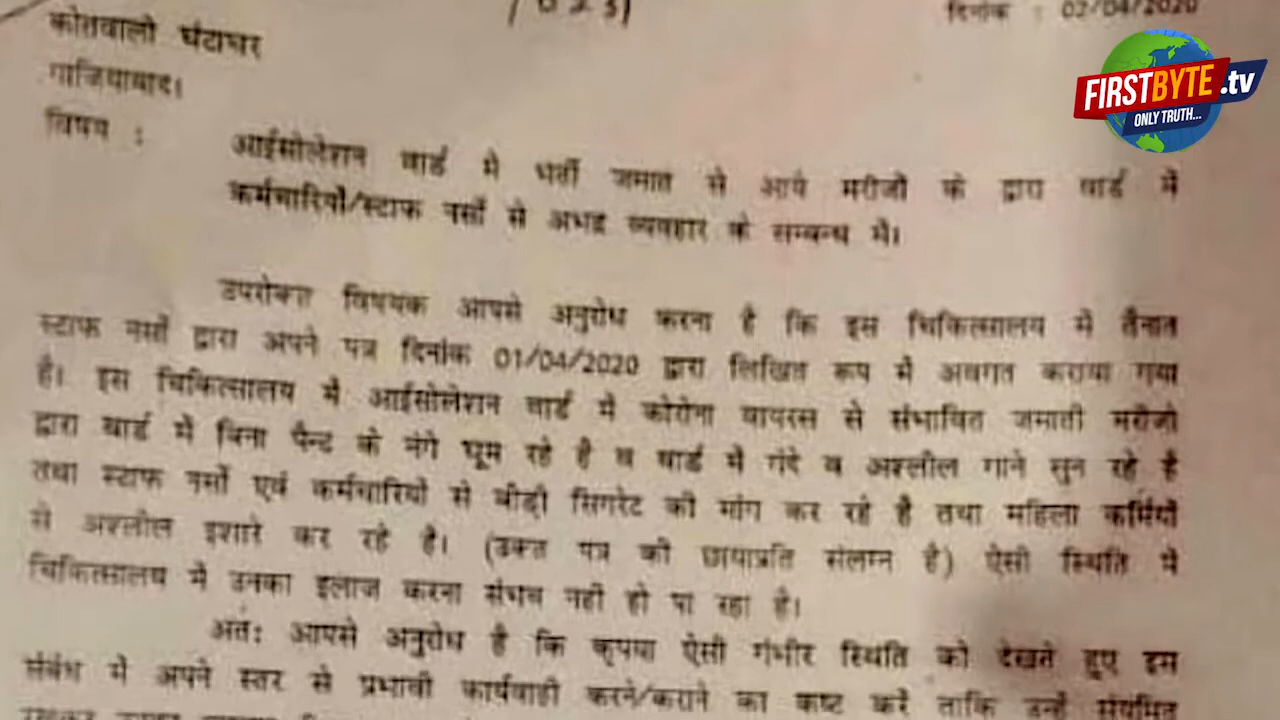 दिनांक : 02/04/2020
कोतवाली घंटाघर
गाजियाबाद।
FIRSTBYTE.tv
ONLY TRUTH...
विषय :
आईसोलेशन वार्ड मे भर्ती जमात से आये मरीजों के द्वारा वार्ड में
कर्मचारियों/स्टाफ नर्सों से अभद्र व्यवहार के सम्बन्ध में।
उपरोक्त विषयक आपसे अनुरोध करना है कि इस चिकित्सालय में तैनात
स्टाफ नर्सों द्वारा अपने पत्र दिनांक 01/04/2020 द्वारा लिखित रूप में अवगत कराया गया
है। इस चिकित्सालय में आईसोलेशन वार्ड में कोरोना वायरस से संभावित जमाती मरीजो
द्वारा वार्ड में बिना पैन्ट के नंगे घूम रहे है व वार्ड में गंदे व अश्लील गाने सुन रहे है
तथा स्टाफ नर्सों एवं कर्मचारियों से बीड़ी सिगरेट की मांग कर रहे है तथा महिला कर्मियों
से अश्लील इशारे कर रहे है। (उक्त पत्र की छायाप्रति संलग्न है) ऐसी स्थिति में
चिकित्सालय में उनका इलाज करना संभव नहीं हो पा रहा है।
अतः आपसे अनुरोध है कि कृपया ऐसी गंभीर स्थिति को देखते हुए इस
संबंध में अपने स्तर से प्रभावी कार्यवाही करने/कराने का कष्ट करें ताकि उन्हें संयमित